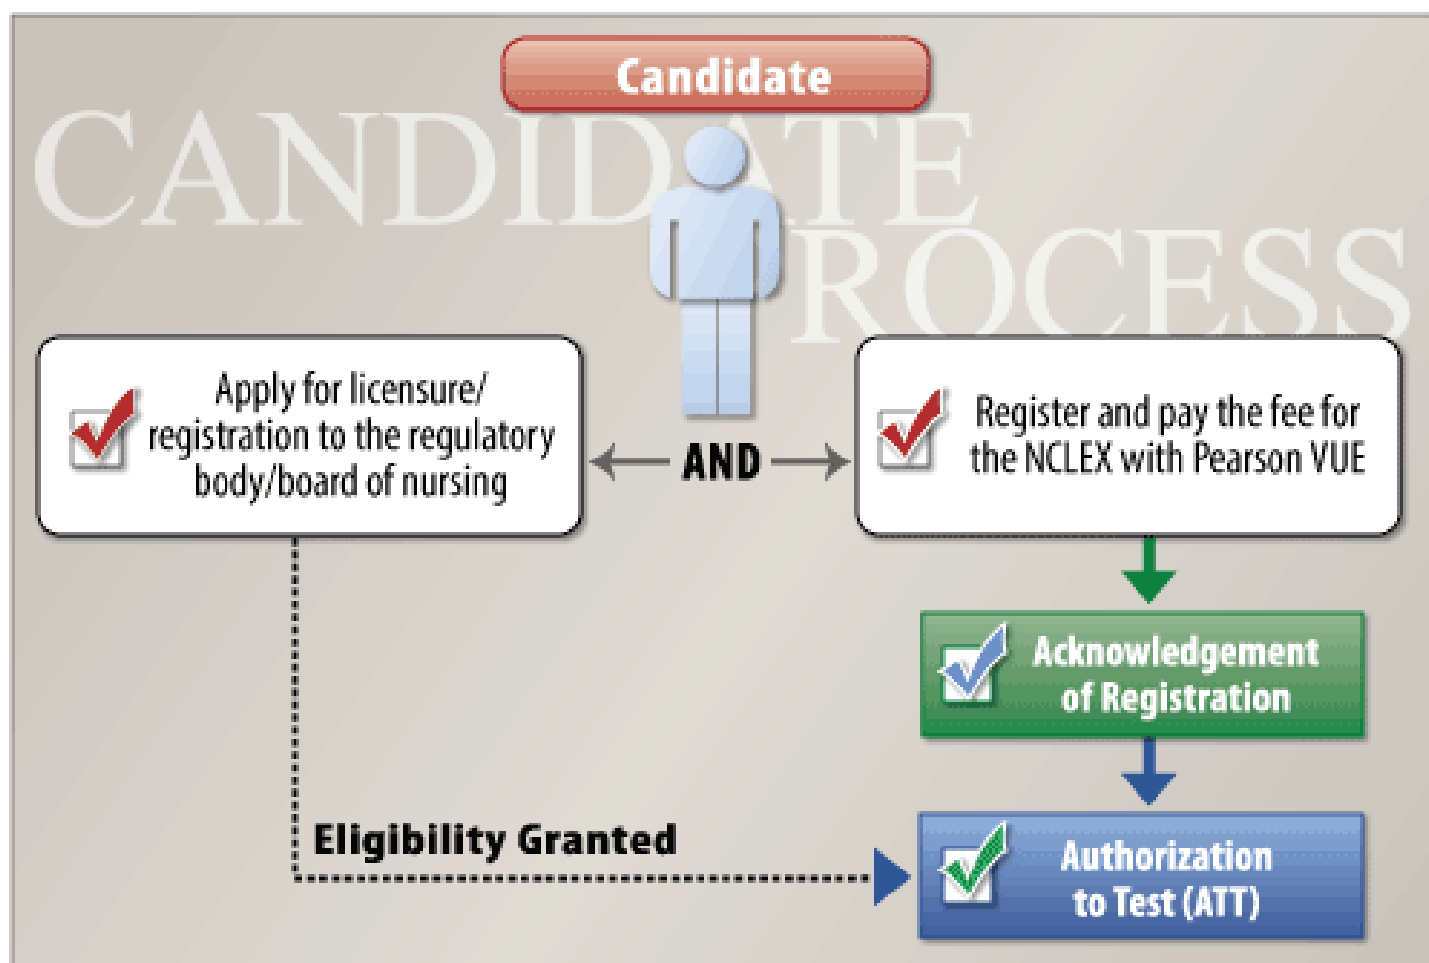 Candidate
CANDIDATE
ROCESS
Apply for licensure/
registration to the regulatory
body/board of nursing
AND
Register and pay the fee for
the NCLEX with Pearson VUE
Acknowledgement
of Registration
Eligibility Granted
Authorization
to Test (ATT)